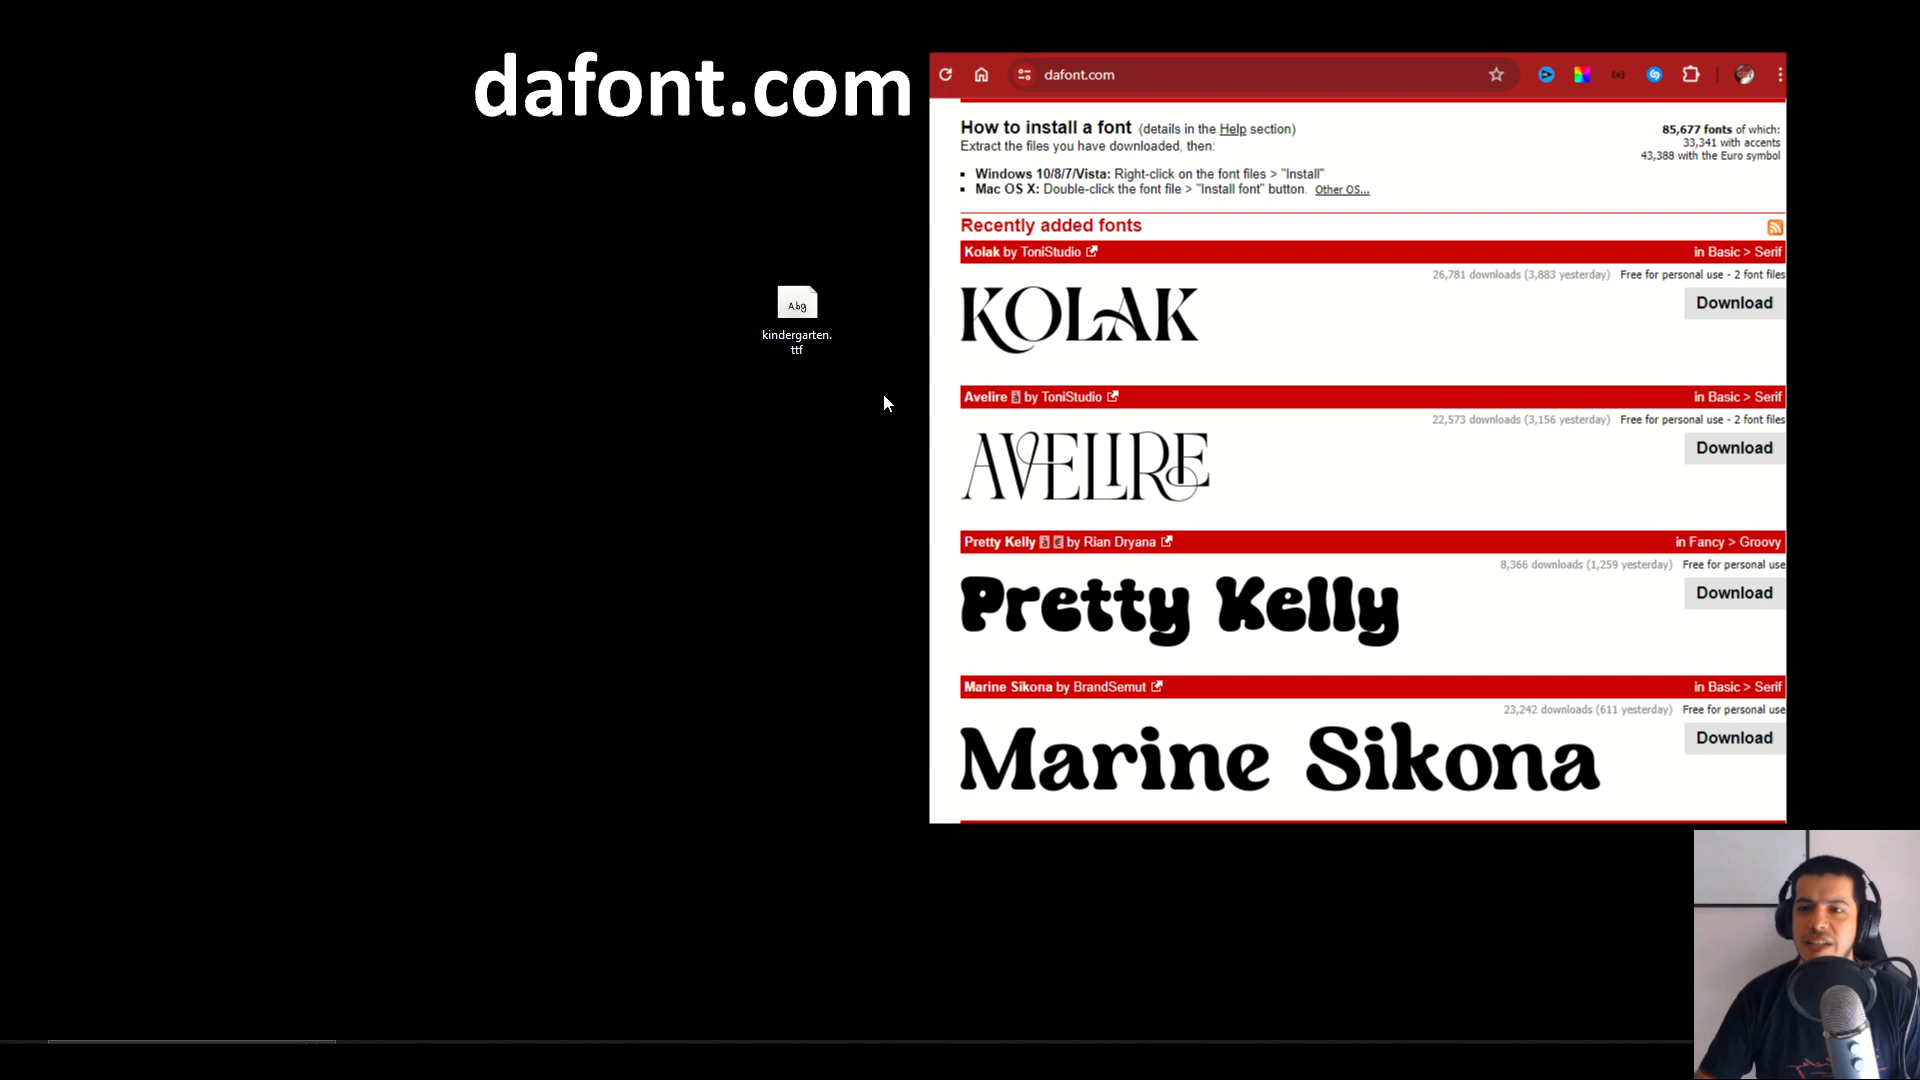 dafont.com
dafont.com
How to install a font (details in the Help section)
Extract the files you have downloaded, then:
85,677 fonts of which:
33,341 with accents
43,388 with the Euro symbol
Windows 10/8/7/Vista: Right-click on the font files > "Install"
Mac OS X: Double-click the font file > "Install font" button. Other OS...
Recently added fonts
Kolak by ToniStudio in Basic > Serif
26,781 downloads (3,883 yesterday) Free for personal use - 2 font files
KOLAK
Download
Abg
kindergarten.
ttf
Avelire à by ToniStudio in Basic > Serif
22,573 downloads (3,156 yesterday) Free for personal use - 2 font files
AVELIRE
Download
Pretty Kelly à € by Rian Dryana in Fancy > Groovy
8,366 downloads (1,259 yesterday) Free for personal use
Pretty Kelly
Download
Marine Sikona by BrandSemut in Basic > Serif
23,242 downloads (611 yesterday) Free for personal use
Marine Sikona
Download